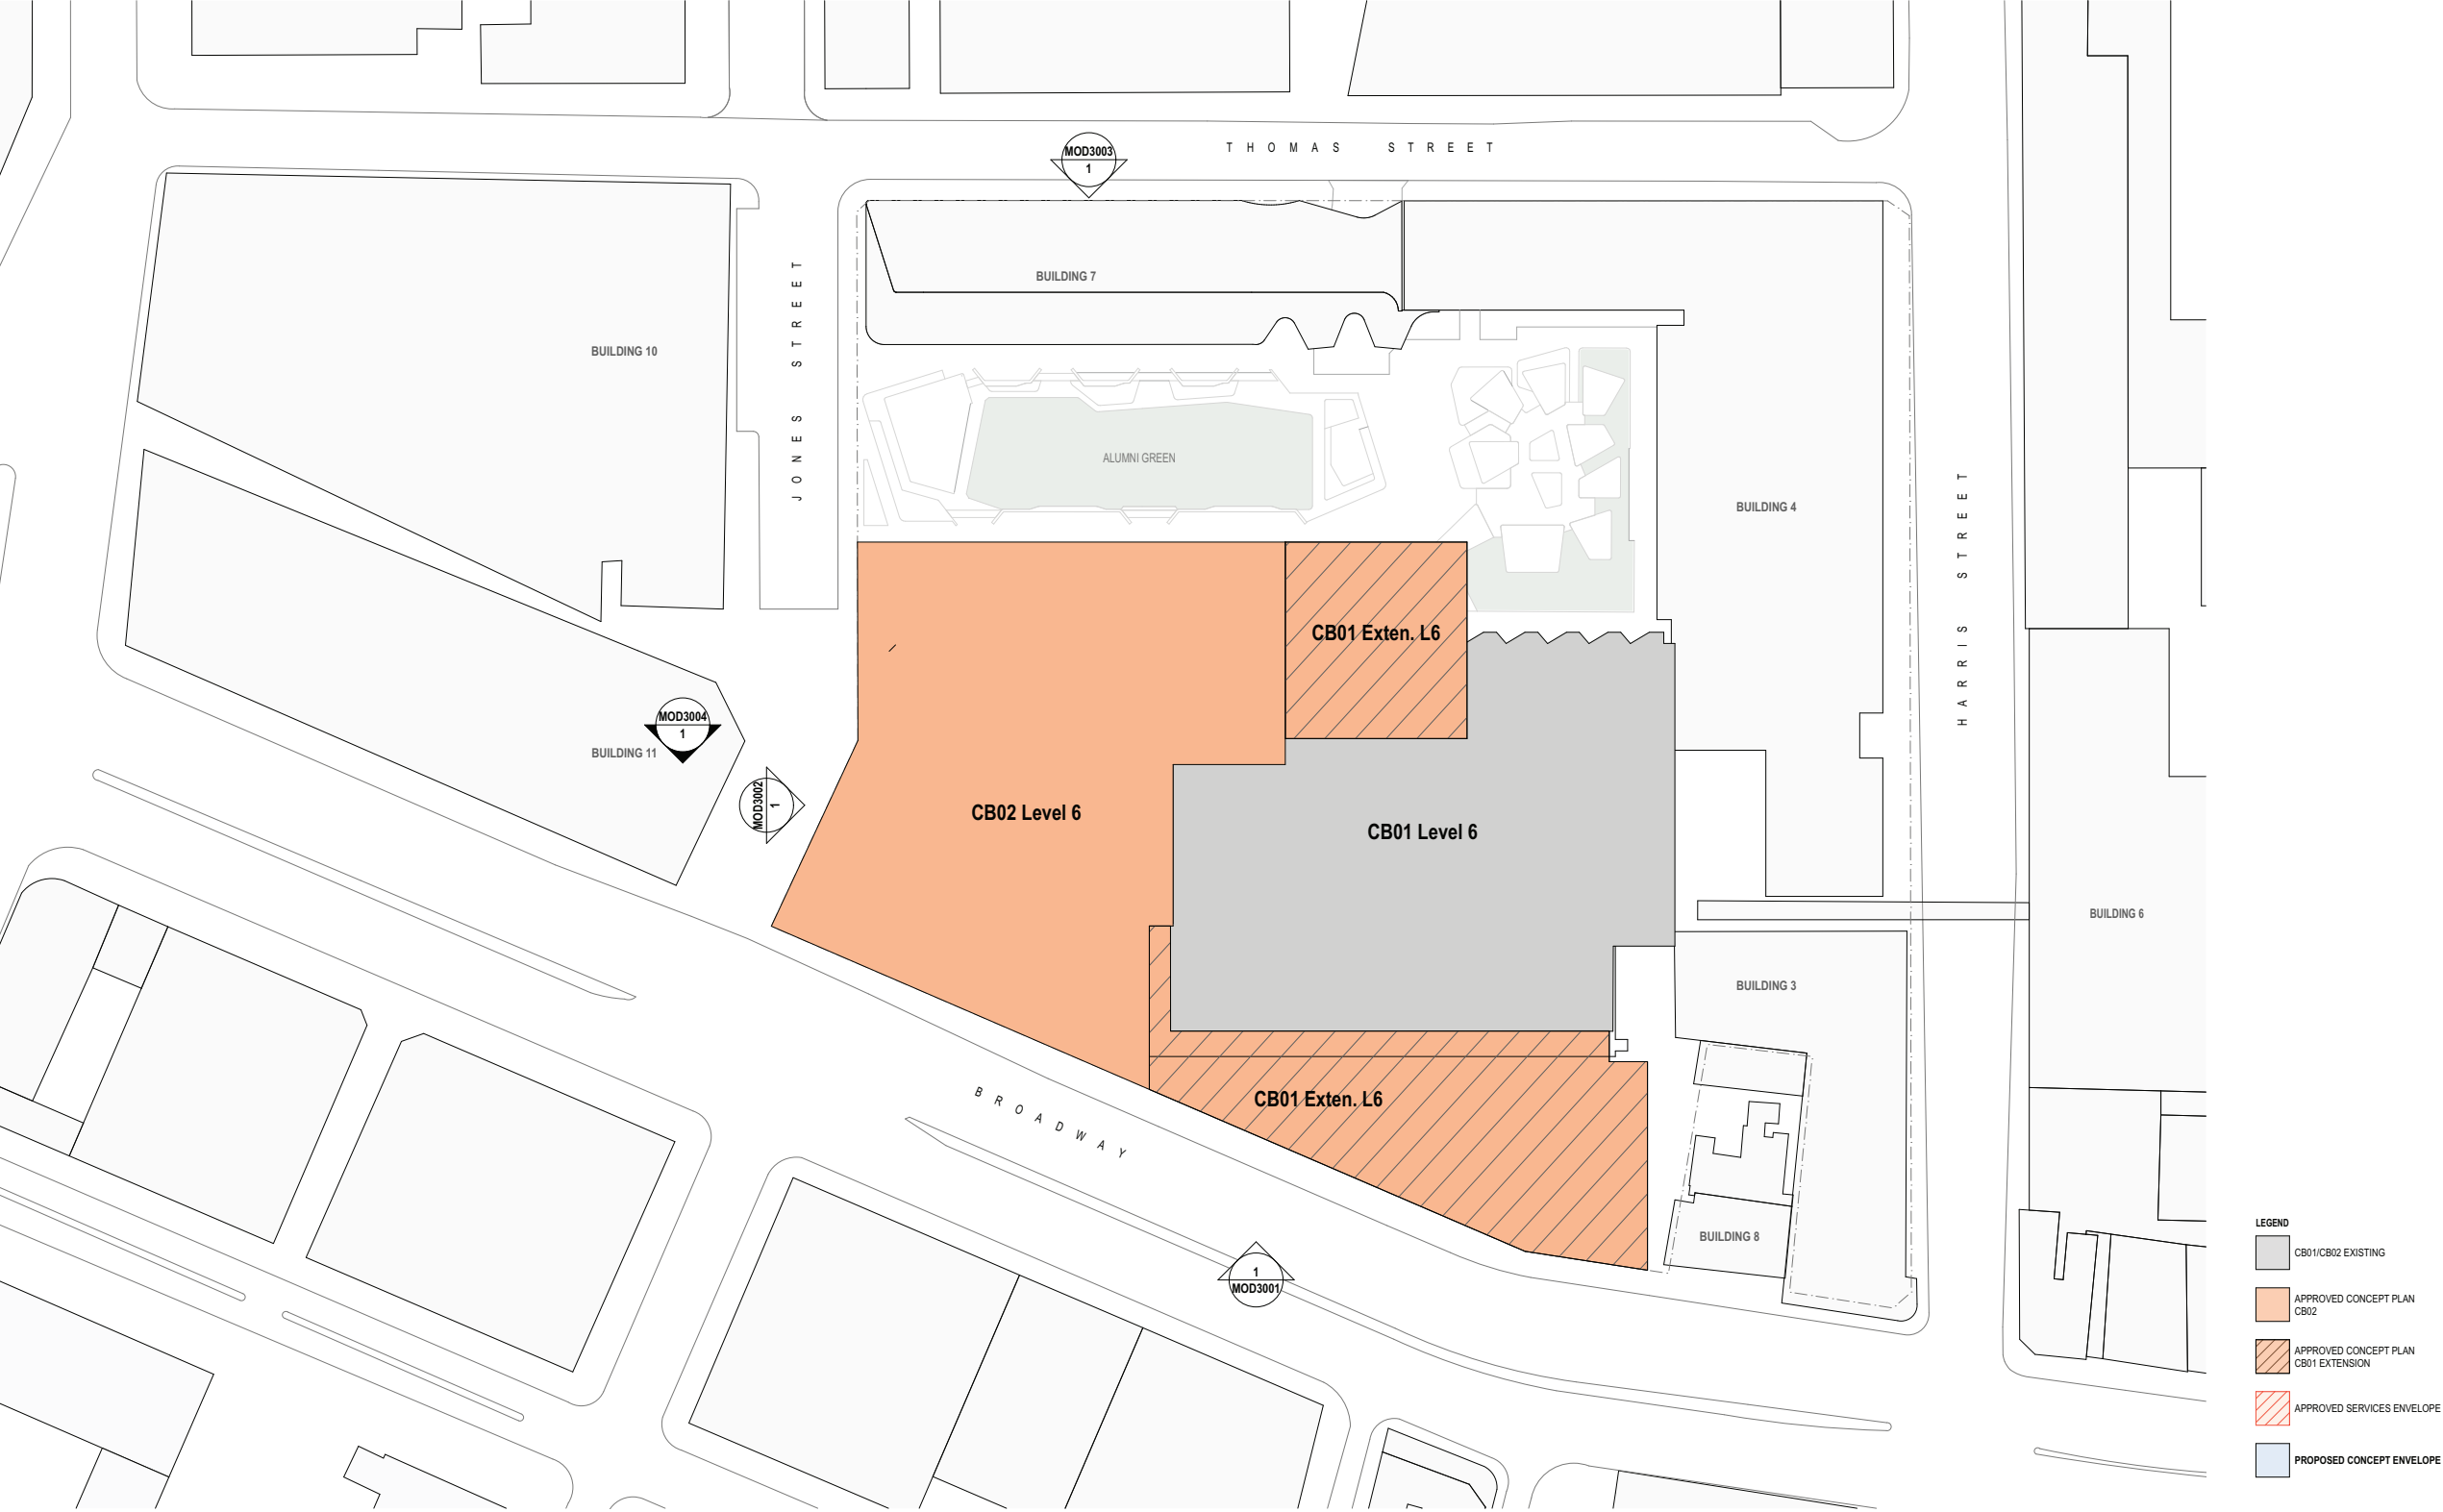 THOMAS STREET
MOD3003
1
BUILDING 7
JONES STREET
BUILDING 10
ALUMNI GREEN
BUILDING 4
HARRIS STREET
CB01 Exten. L6
MOD3004
1
BUILDING 11
MOD3002
1
CB02 Level 6
CB01 Level 6
BUILDING 6
BUILDING 3
BROADWAY
CB01 Exten. L6
BUILDING 8
1
MOD3001
LEGEND
CB01/CB02 EXISTING
APPROVED CONCEPT PLAN
CB02
APPROVED CONCEPT PLAN
CB01 EXTENSION
APPROVED SERVICES ENVELOPE
PROPOSED CONCEPT ENVELOPE